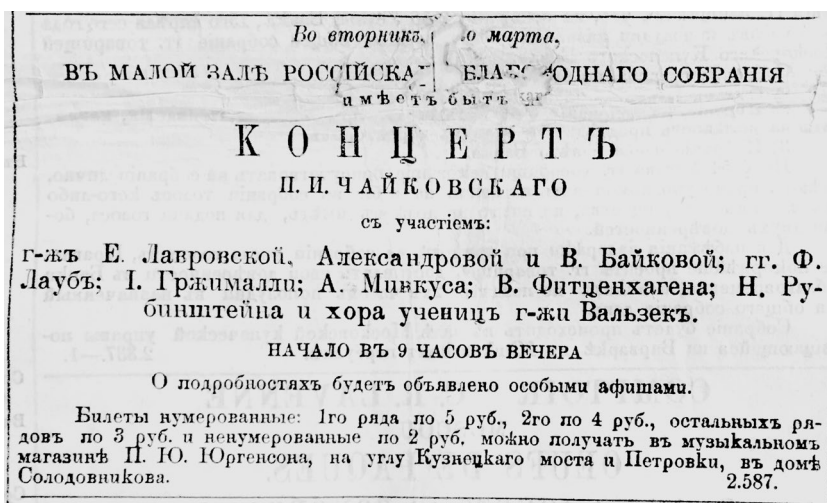 Во вторникъ, о марта,
ВЪ МАЛОЙ ЗАЛѢ РОССІЙСКА БЛАГОРОДНАГО СОБРАНІЯ
имѣетъ быть
КОНЦЕРТЪ
П. И. ЧАЙКОВСКАГО
съ участіемъ:
г-жъ Е. Лавровской, Александровой и В. Байковой; гг. Ф.
Лаубъ; І. Гржимали; А. Минкуса; В. Фитценхагена; Н. Ру-
бинштейна и хора ученицъ г-жи Вальзекъ.
НАЧАЛО ВЪ 9 ЧАСОВЪ ВЕЧЕРА
О подробностяхъ будетъ объявлено особыми афишами.
Билеты нумерованные: 1го ряда по 5 руб., 2го по 4 руб., остальныхъ ря-
довъ по 3 руб. и ненумерованные по 2 руб. можно получать въ музыкальномъ
магазинѣ П. Ю. Юргенсона, на углу Кузнецкаго моста и Петровки, въ домѣ
Солодовникова. 2.587.